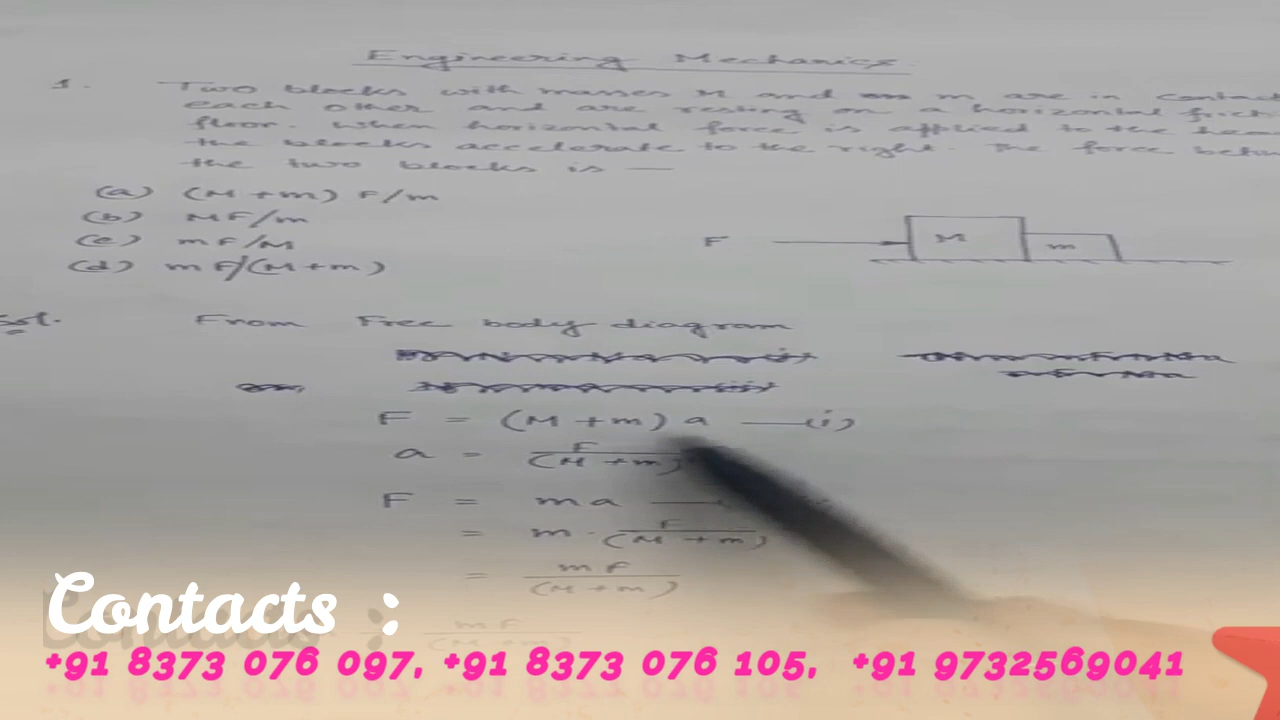 Engineering Mechanics
1. Two blocks with masses M and m are in contact
each other and are resting on a horizontal
floor. When horizontal force is applied to the
the blocks accelerate to the right. The force
the two blocks is —
(a) (M+m) F/m
(b) MF/m
(c) mF/M
(d) mF/(M+m)
F M m
Sol. From Free body diagram
F = (M+m) a —(i)
a = F/(M+m)
F = ma
= m · F/(M+m)
= mF/(M+m)
Contacts :
+91 8373 076 097, +91 8373 076 105, +91 9732569041